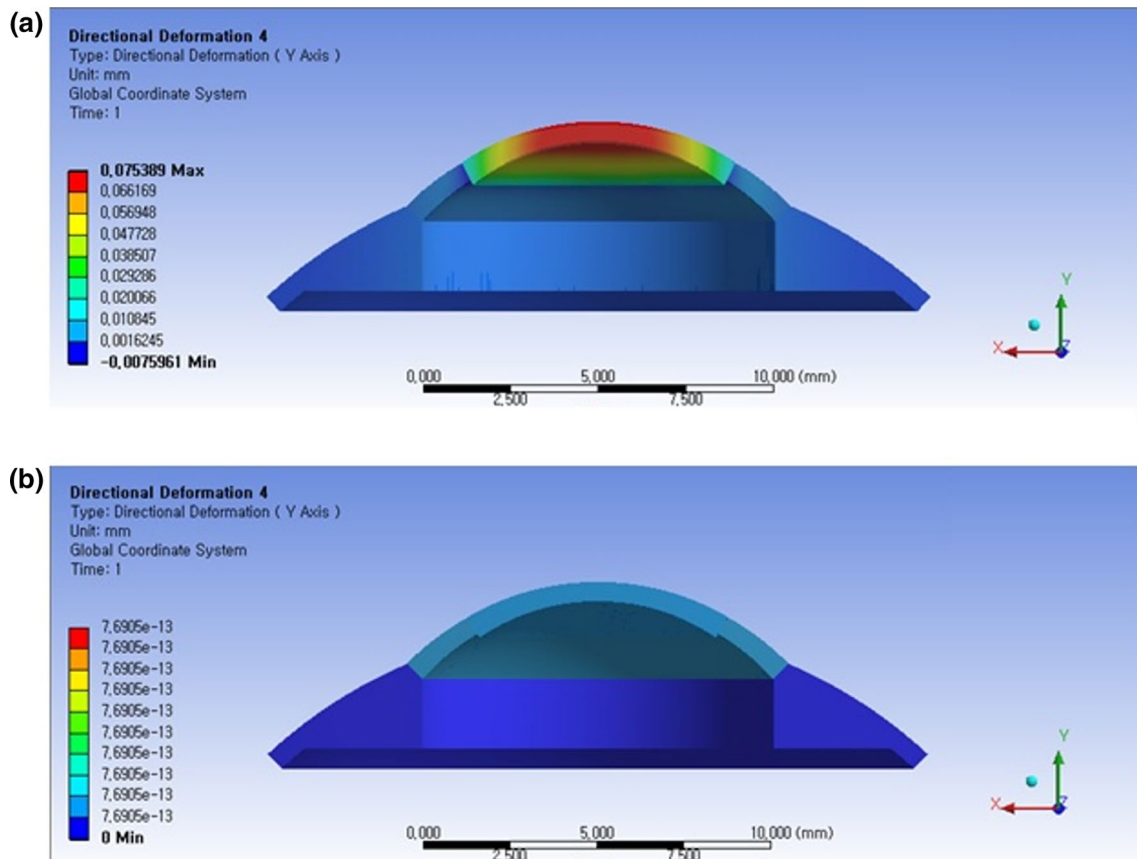 (a)
Directional Deformation 4
Type: Directional Deformation ( Y Axis )
Unit: mm
Global Coordinate System
Time: 1
0,075389 Max
0,066169
0,056948
0,047728
0,038507
0,029286
0,020066
0,010845
0,0016245
-0,0075961 Min
Y
X
Z
0,000 5,000 10,000 (mm)
2,500 7,500
(b)
Directional Deformation 4
Type: Directional Deformation ( Y Axis )
Unit: mm
Global Coordinate System
Time: 1
7,6905e-13
7,6905e-13
7,6905e-13
7,6905e-13
7,6905e-13
7,6905e-13
7,6905e-13
7,6905e-13
7,6905e-13
0 Min
Y
X
Z
0,000 5,000 10,000 (mm)
2,500 7,500